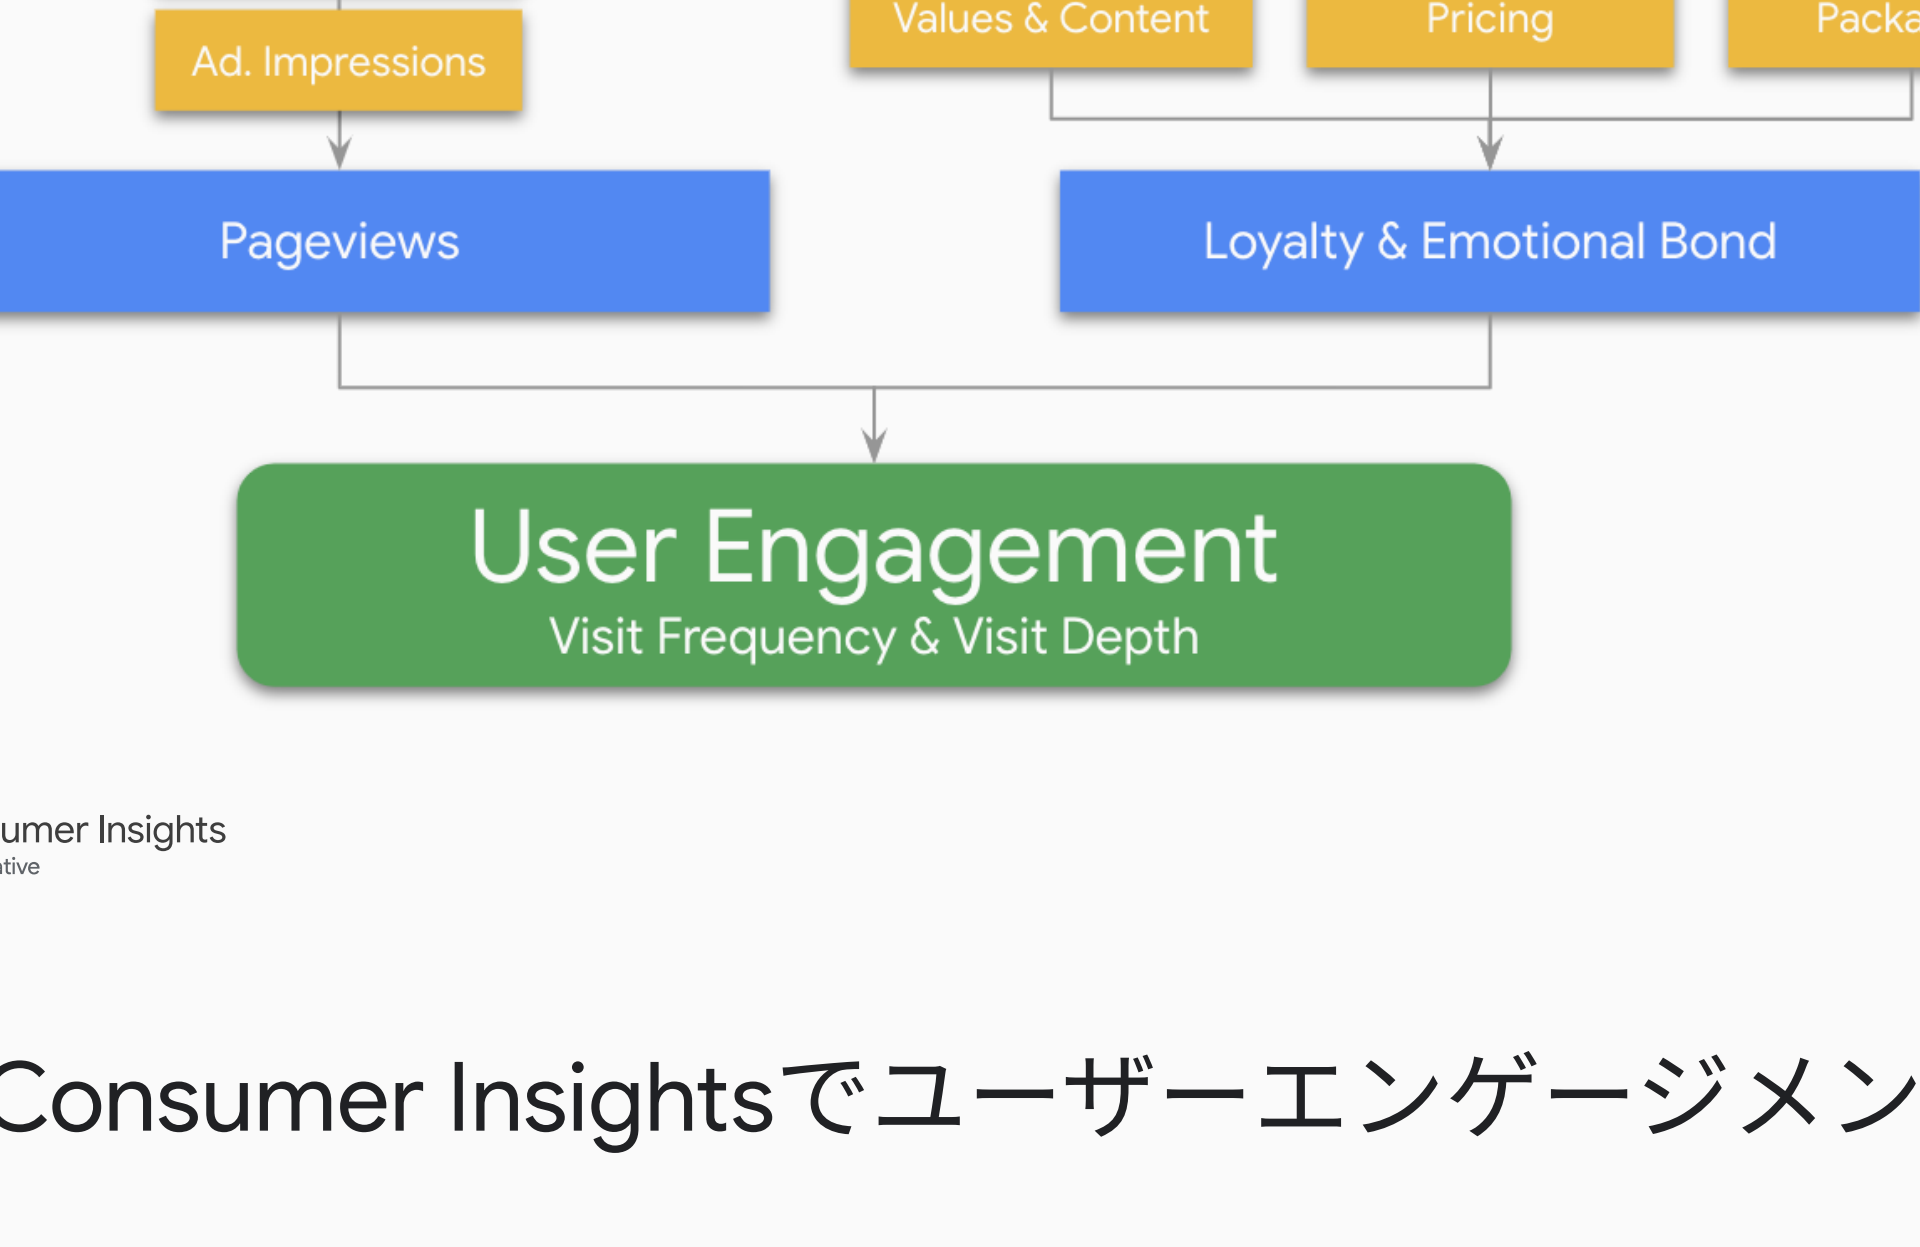 Values & Content
Pricing
Packa
Ad. Impressions
Pageviews
Loyalty & Emotional Bond
User Engagement
Visit Frequency & Visit Depth
umer Insights
ative
Consumer Insightsでユーザーエンゲージメン